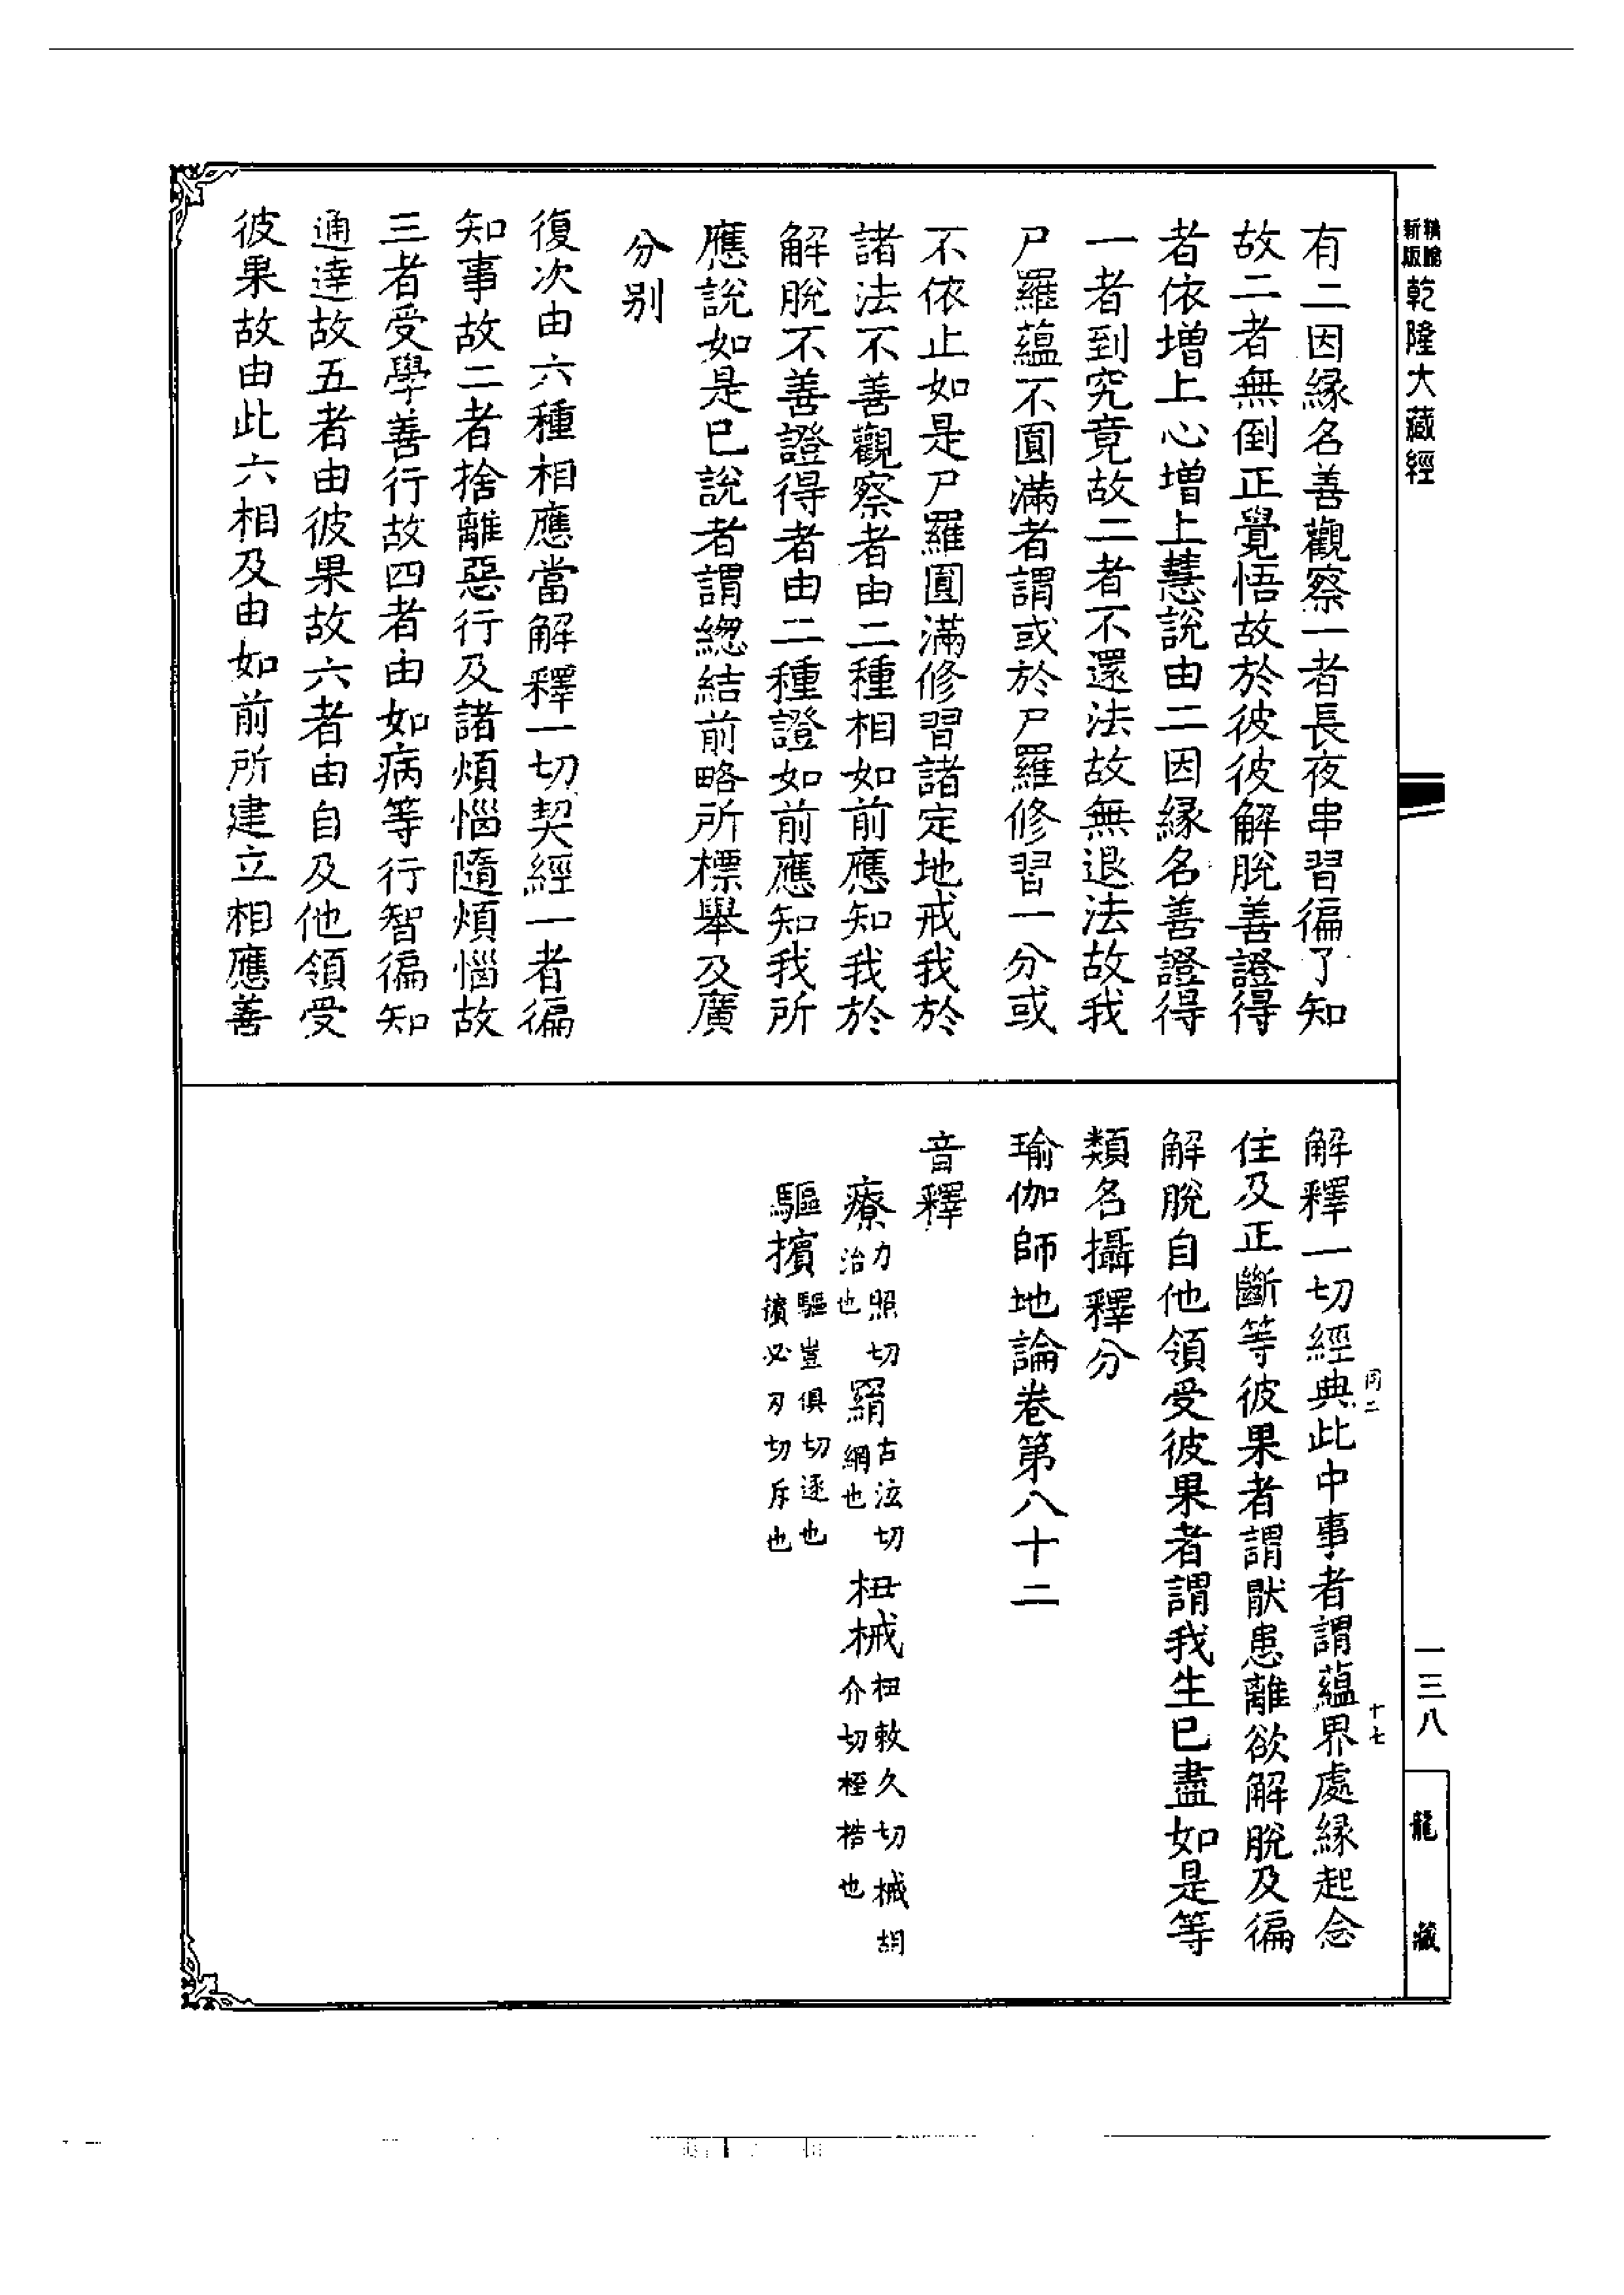 精縮新版乾隆大藏經
有二因緣名善觀察一者長夜串習徧了知
故二者無倒正覺悟故於彼彼解脫善證得
者依增上心增上慧說由二因緣名善證得
一者到究竟故二者不還法故無退法故我
尸羅蘊不圓滿者謂或於尸羅修習一分或
不依止如是尸羅圓滿修習諸定地戒我於
諸法不善觀察者由二種相如前應知我於
解脫不善證得者由二種證如前應知我所
應說如是已說者謂總結前略所標舉及廣
分別
復次由六種相應當解釋一切契經一者徧
知事故二者捨離惡行及諸煩惱隨煩惱故
三者受學善行故四者由如病等行智徧知
通達故五者由彼果故六者由自及他領受
彼果故由此六相及由如前所建立相應善
解釋一切經典此中事者謂蘊界處緣起念
住及正斷等彼果者謂猒患離欲解脫及徧
解脫自他領受彼果者謂我生已盡如是等
類名攝釋分
瑜伽師地論卷第八十二
音釋
療力照切治也 羂古泫切網也 杻械杻敕久切械胡介切桎梏也
驅擯驅豈俱切逐也擯必刃切斥也
同二
十七
一三八
龍藏